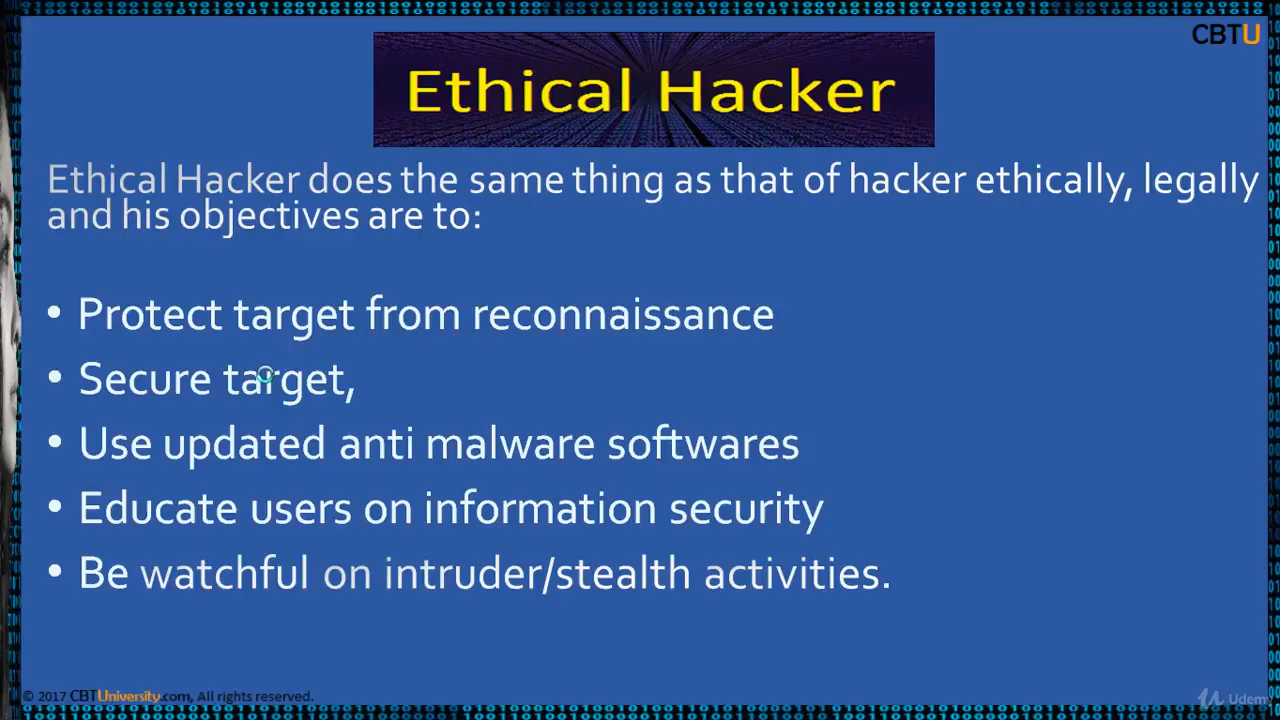 CBTU
Ethical Hacker
Ethical Hacker does the same thing as that of hacker ethically, legally
and his objectives are to:
• Protect target from reconnaissance
• Secure target,
• Use updated anti malware softwares
• Educate users on information security
• Be watchful on intruder/stealth activities.
© 2017 CBTUniversity.com, All rights reserved.
Udemy